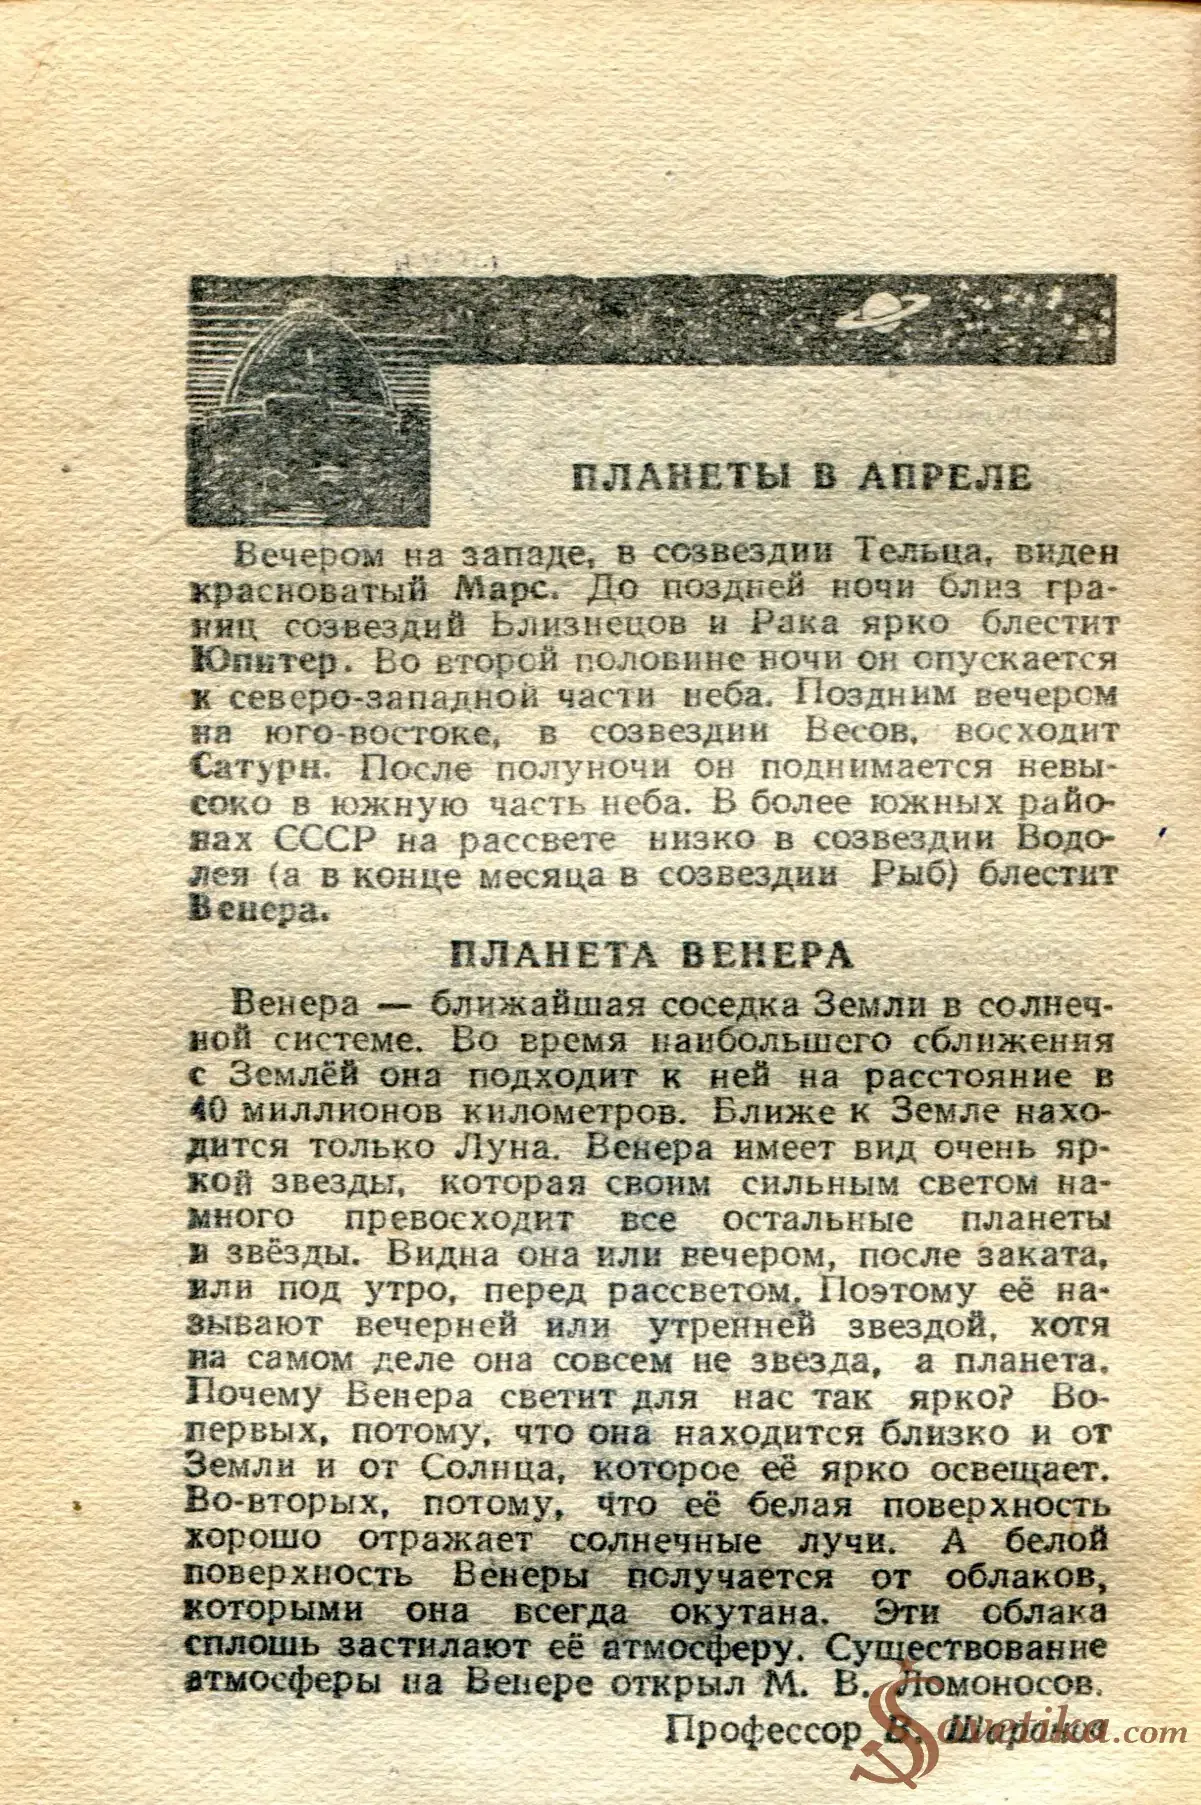 ПЛАНЕТЫ В АПРЕЛЕ
Вечером на западе, в созвездии Тельца, виден
красноватый Марс. До поздней ночи близ гра-
ниц созвездий Близнецов и Рака ярко блестит
Юпитер. Во второй половине ночи он опускается
к северо-западной части неба. Поздним вечером
на юго-востоке, в созвездии Весов, восходит
Сатурн. После полуночи он поднимается невы-
соко в южную часть неба. В более южных райо-
нах СССР на рассвете низко в созвездии Водо-
лея (а в конце месяца в созвездии Рыб) блестит
Венера.
ПЛАНЕТА ВЕНЕРА
Венера — ближайшая соседка Земли в солнеч-
ной системе. Во время наибольшего сближения
с Землёй она подходит к ней на расстояние в
40 миллионов километров. Ближе к Земле нахо-
дится только Луна. Венера имеет вид очень яр-
кой звезды, которая своим сильным светом на-
много превосходит все остальные планеты
и звёзды. Видна она или вечером, после заката,
или под утро, перед рассветом. Поэтому её на-
зывают вечерней или утренней звездой, хотя
на самом деле она совсем не звезда, а планета.
Почему Венера светит для нас так ярко? Во-
первых, потому, что она находится близко и от
Земли и от Солнца, которое её ярко освещает.
Во-вторых, потому, что её белая поверхность
хорошо отражает солнечные лучи. А белой
поверхность Венеры получается от облаков,
которыми она всегда окутана. Эти облака
сплошь застилают её атмосферу. Существование
атмосферы на Венере открыл М. В. Ломоносов.
Профессор В. Шаронов
Sovetika.com